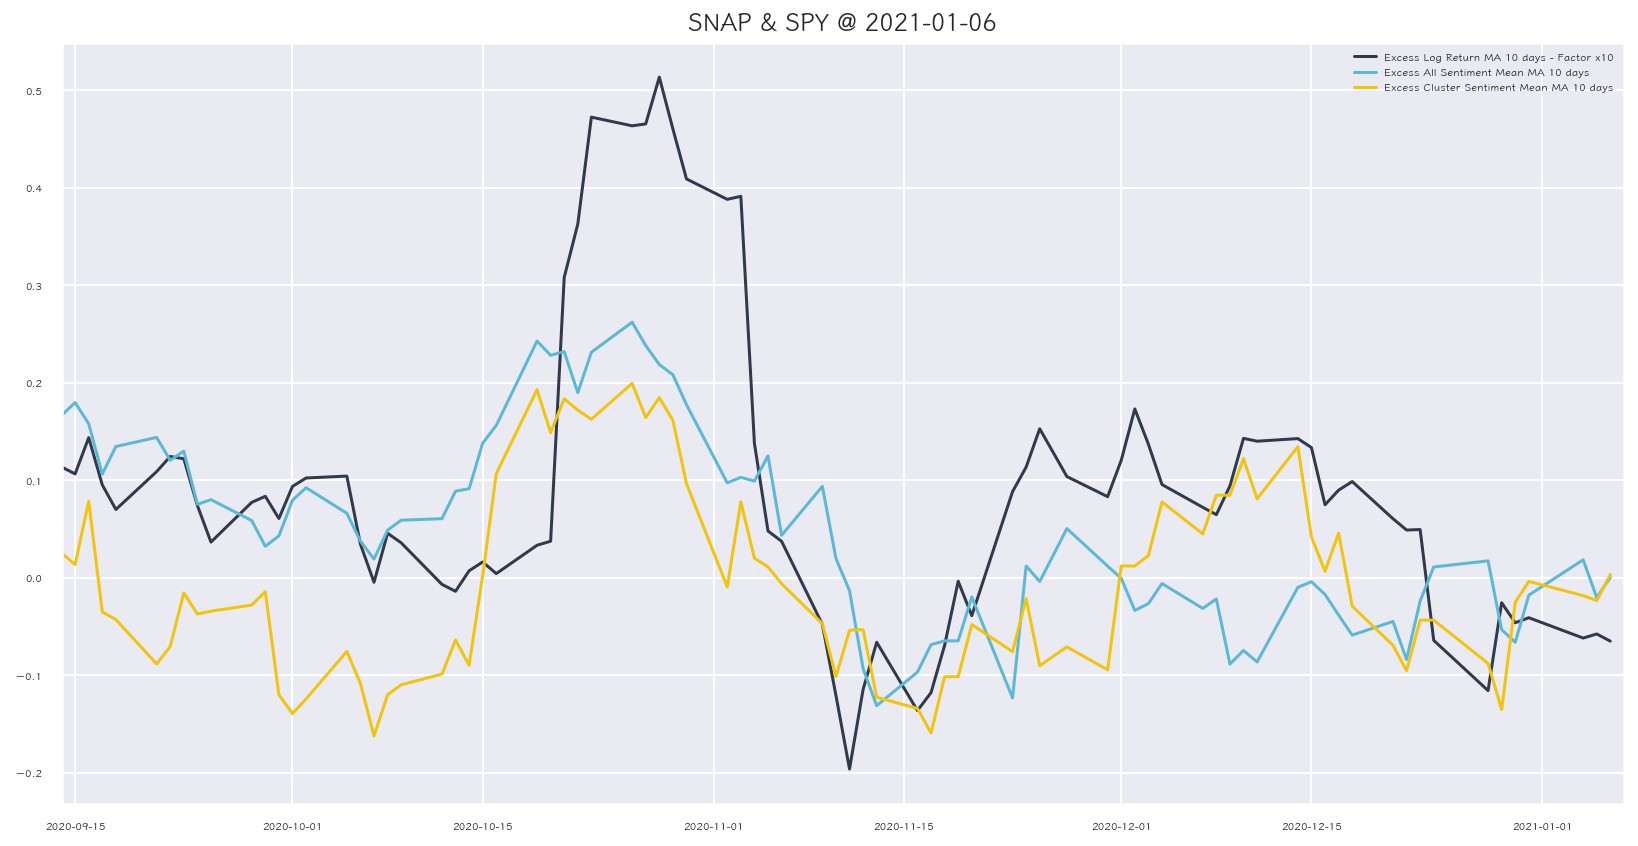 SNAP & SPY @ 2021-01-06
Excess Log Return MA 10 days - Factor x10
Excess All Sentiment Mean MA 10 days
Excess Cluster Sentiment Mean MA 10 days
0.5
0.4
0.3
0.2
0.1
0.0
−0.1
−0.2
2020-09-15 2020-10-01 2020-10-15 2020-11-01 2020-11-15 2020-12-01 2020-12-15 2021-01-01